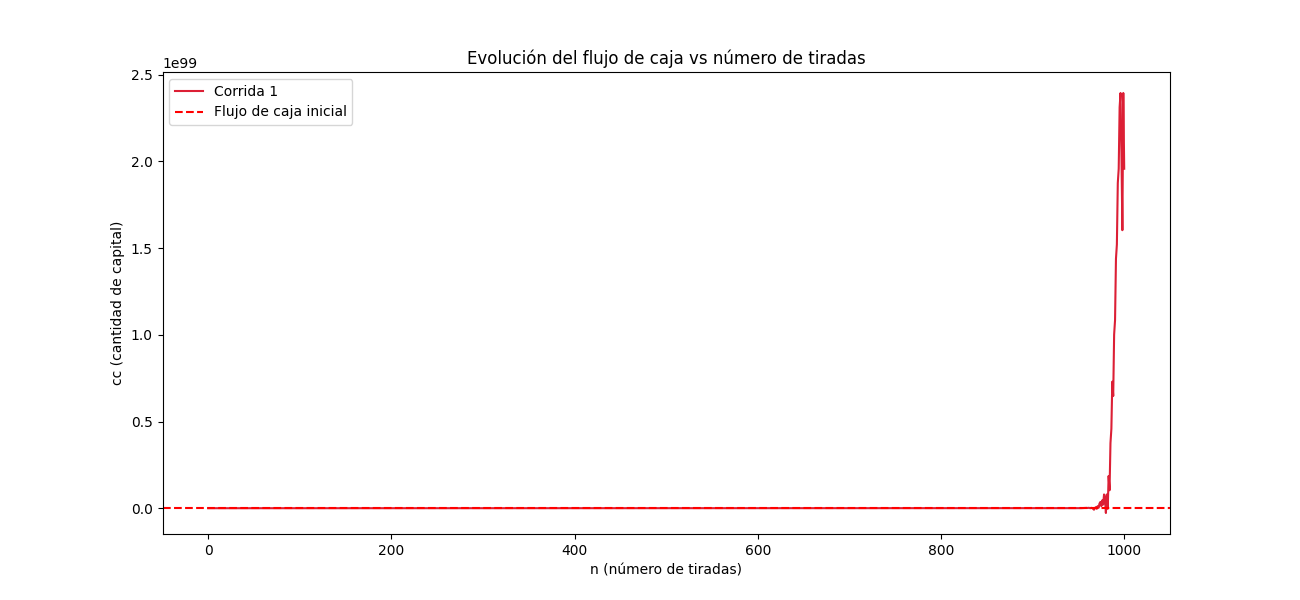 Evolución del flujo de caja vs número de tiradas
1e99
2.5
2.0
1.5
1.0
0.5
0.0
cc (cantidad de capital)
Corrida 1
Flujo de caja inicial
0 200 400 600 800 1000
n (número de tiradas)